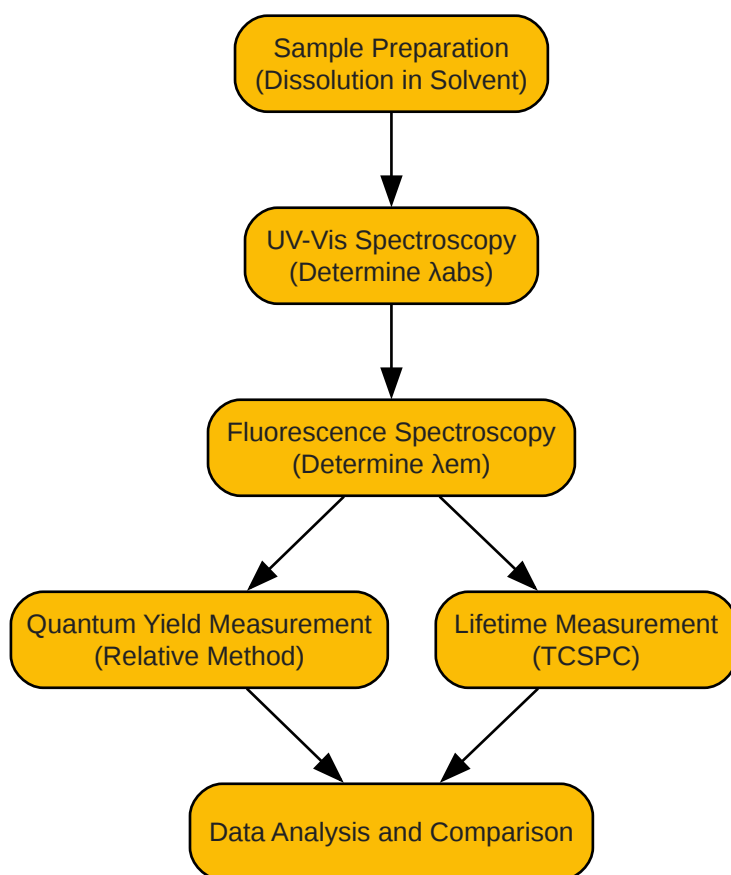 Sample Preparation
(Dissolution in Solvent)
UV-Vis Spectroscopy
(Determine λabs)
Fluorescence Spectroscopy
(Determine λem)
Quantum Yield Measurement
(Relative Method)
Lifetime Measurement
(TCSPC)
Data Analysis and Comparison